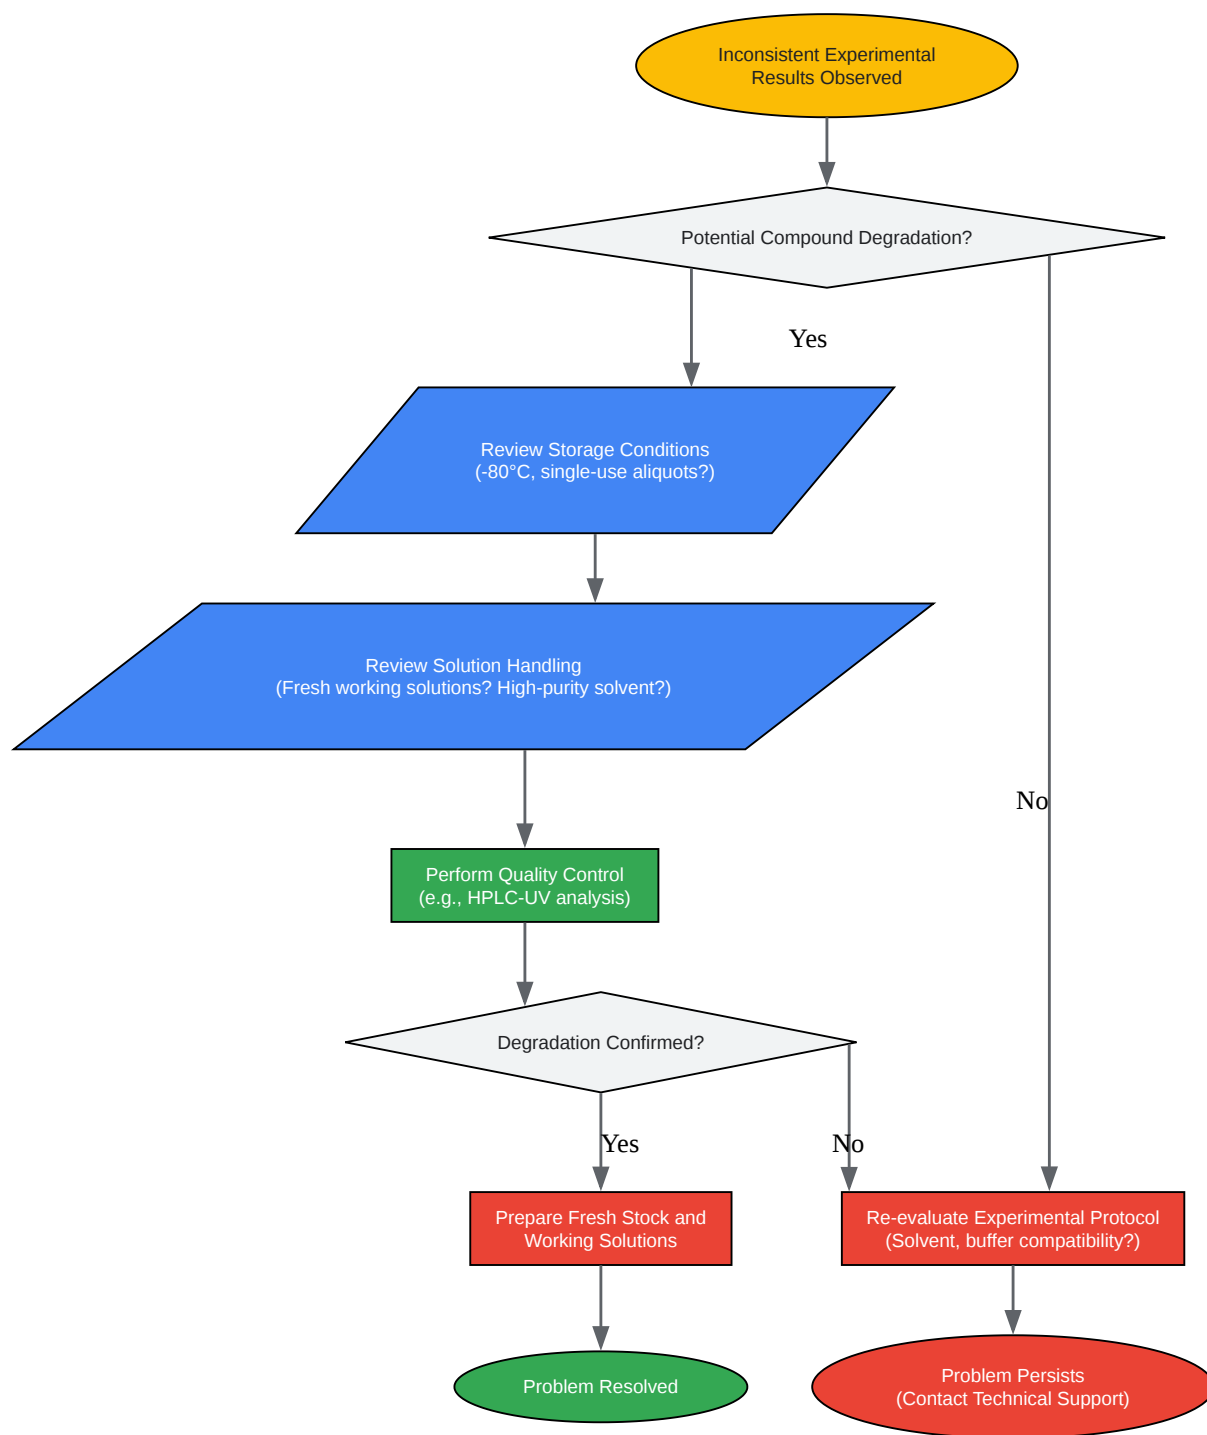 Inconsistent Experimental
Results Observed
Potential Compound Degradation?
Yes
Review Storage Conditions
(-80°C, single-use aliquots?)
Review Solution Handling
(Fresh working solutions? High-purity solvent?)
No
Perform Quality Control
(e.g., HPLC-UV analysis)
Degradation Confirmed?
Yes
No
Prepare Fresh Stock and
Working Solutions
Re-evaluate Experimental Protocol
(Solvent, buffer compatibility?)
Problem Resolved
Problem Persists
(Contact Technical Support)